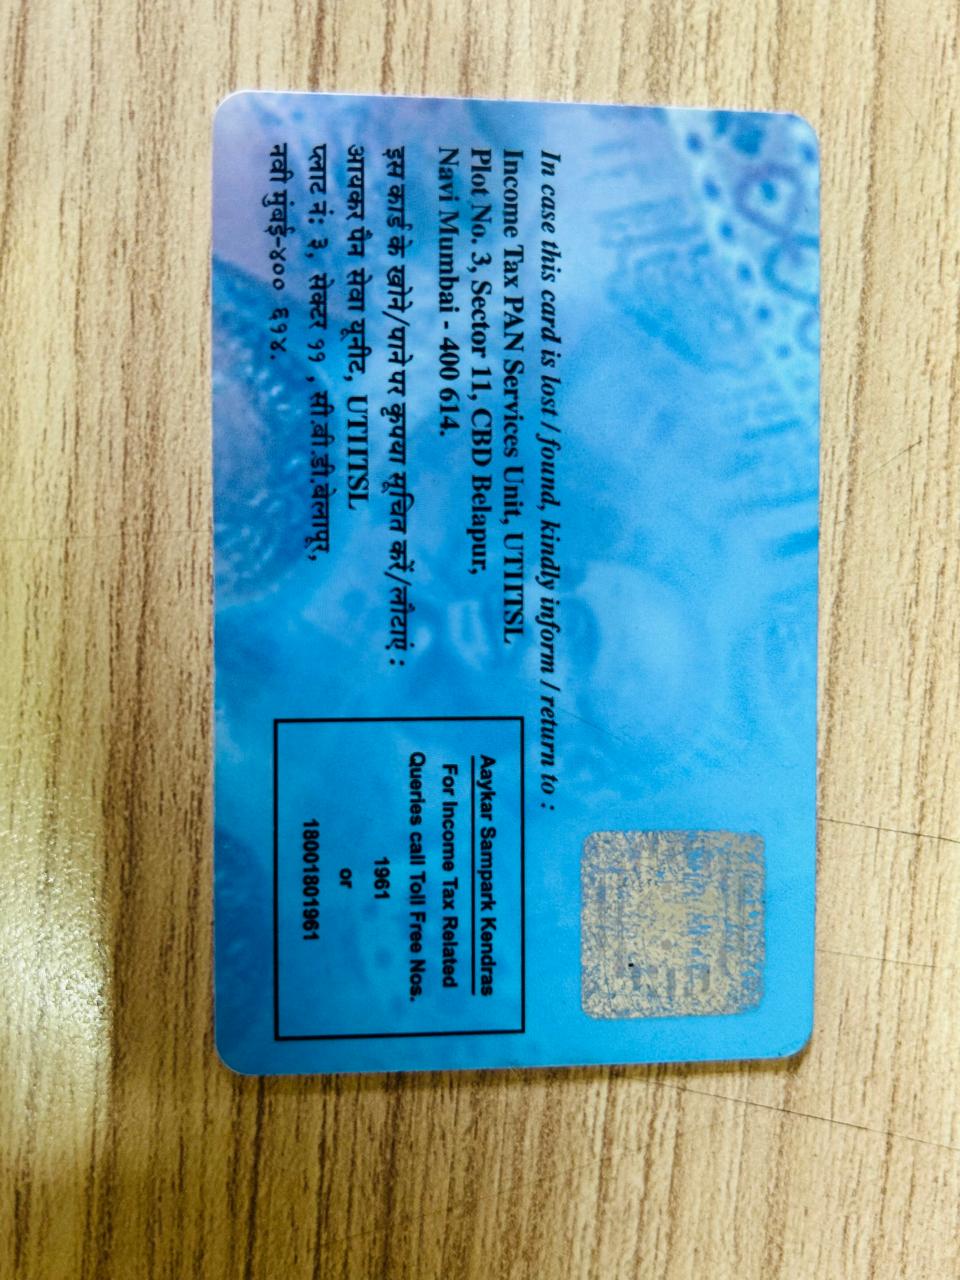 In case this card is lost / found, kindly inform / return to :
Income Tax PAN Services Unit, UTIITSL
Plot No. 3, Sector 11, CBD Belapur,
Navi Mumbai - 400 614.
इस कार्ड के खोने/पाने पर कृपया सूचित करें/लौटाएं :
आयकर पैन सेवा यूनीट, UTIITSL
प्लाट नं: ३, सेक्टर ११ , सी.बी.डी.बेलापूर,
नवी मुंबई-४०० ६१४.
Aaykar Sampark Kendras
For Income Tax Related
Queries call Toll Free Nos.
1961
or
18001801961